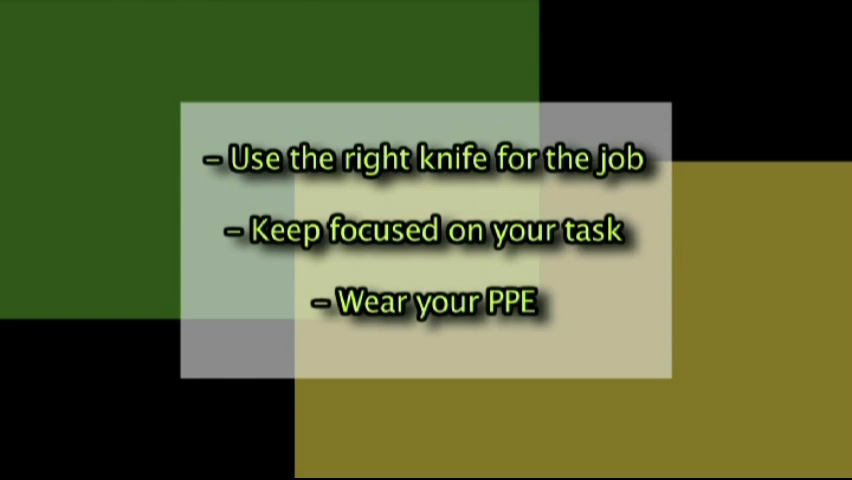 – Use the right knife for the job
– Keep focused on your task
– Wear your PPE